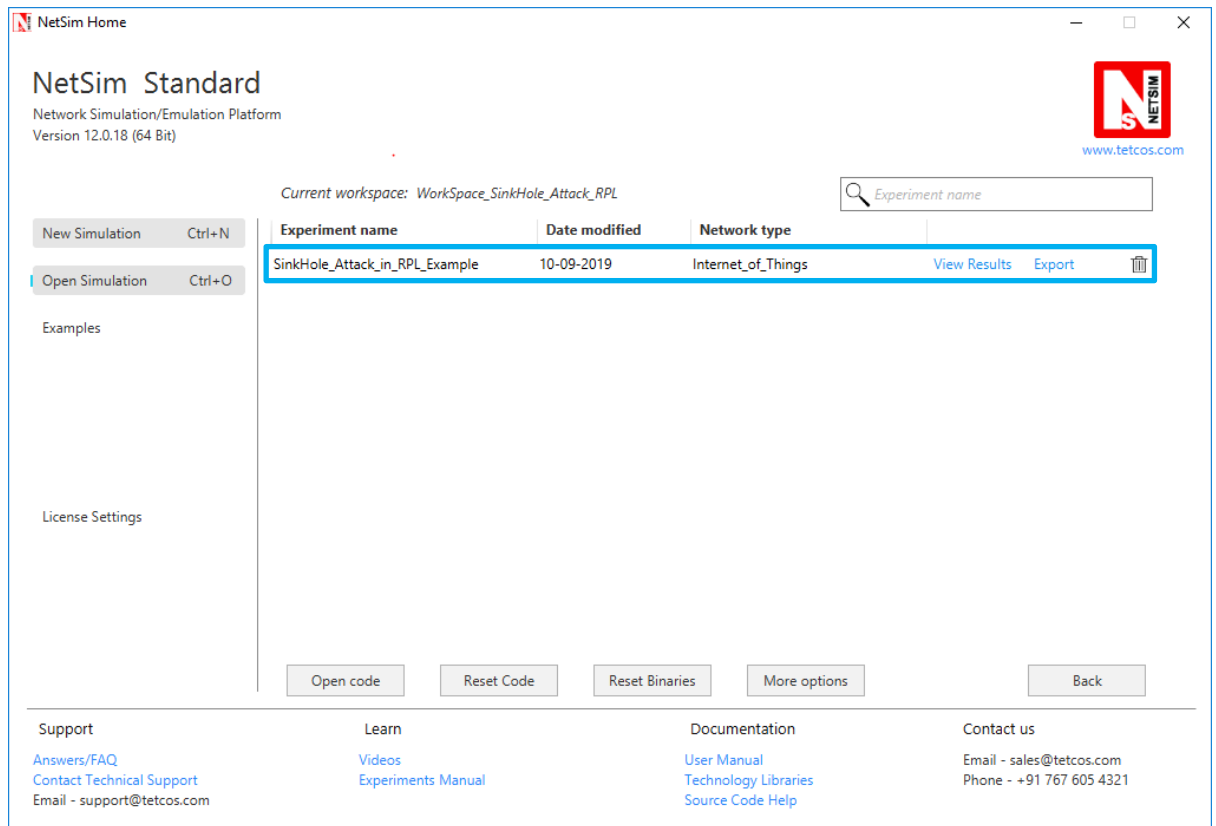 NetSim Home
NetSim Standard
Network Simulation/Emulation Platform
Version 12.0.18 (64 Bit)
NETSIM
www.tetcos.com
Current workspace: WorkSpace_SinkHole_Attack_RPL
Experiment name
New Simulation Ctrl+N
Experiment name Date modified Network type
SinkHole_Attack_in_RPL_Example 10-09-2019 Internet_of_Things View Results Export
Open Simulation Ctrl+O
Examples
License Settings
Open code Reset Code Reset Binaries More options Back
Support Learn Documentation Contact us
Answers/FAQ Videos User Manual Email - sales@tetcos.com
Contact Technical Support Experiments Manual Technology Libraries Phone - +91 767 605 4321
Email - support@tetcos.com Source Code Help